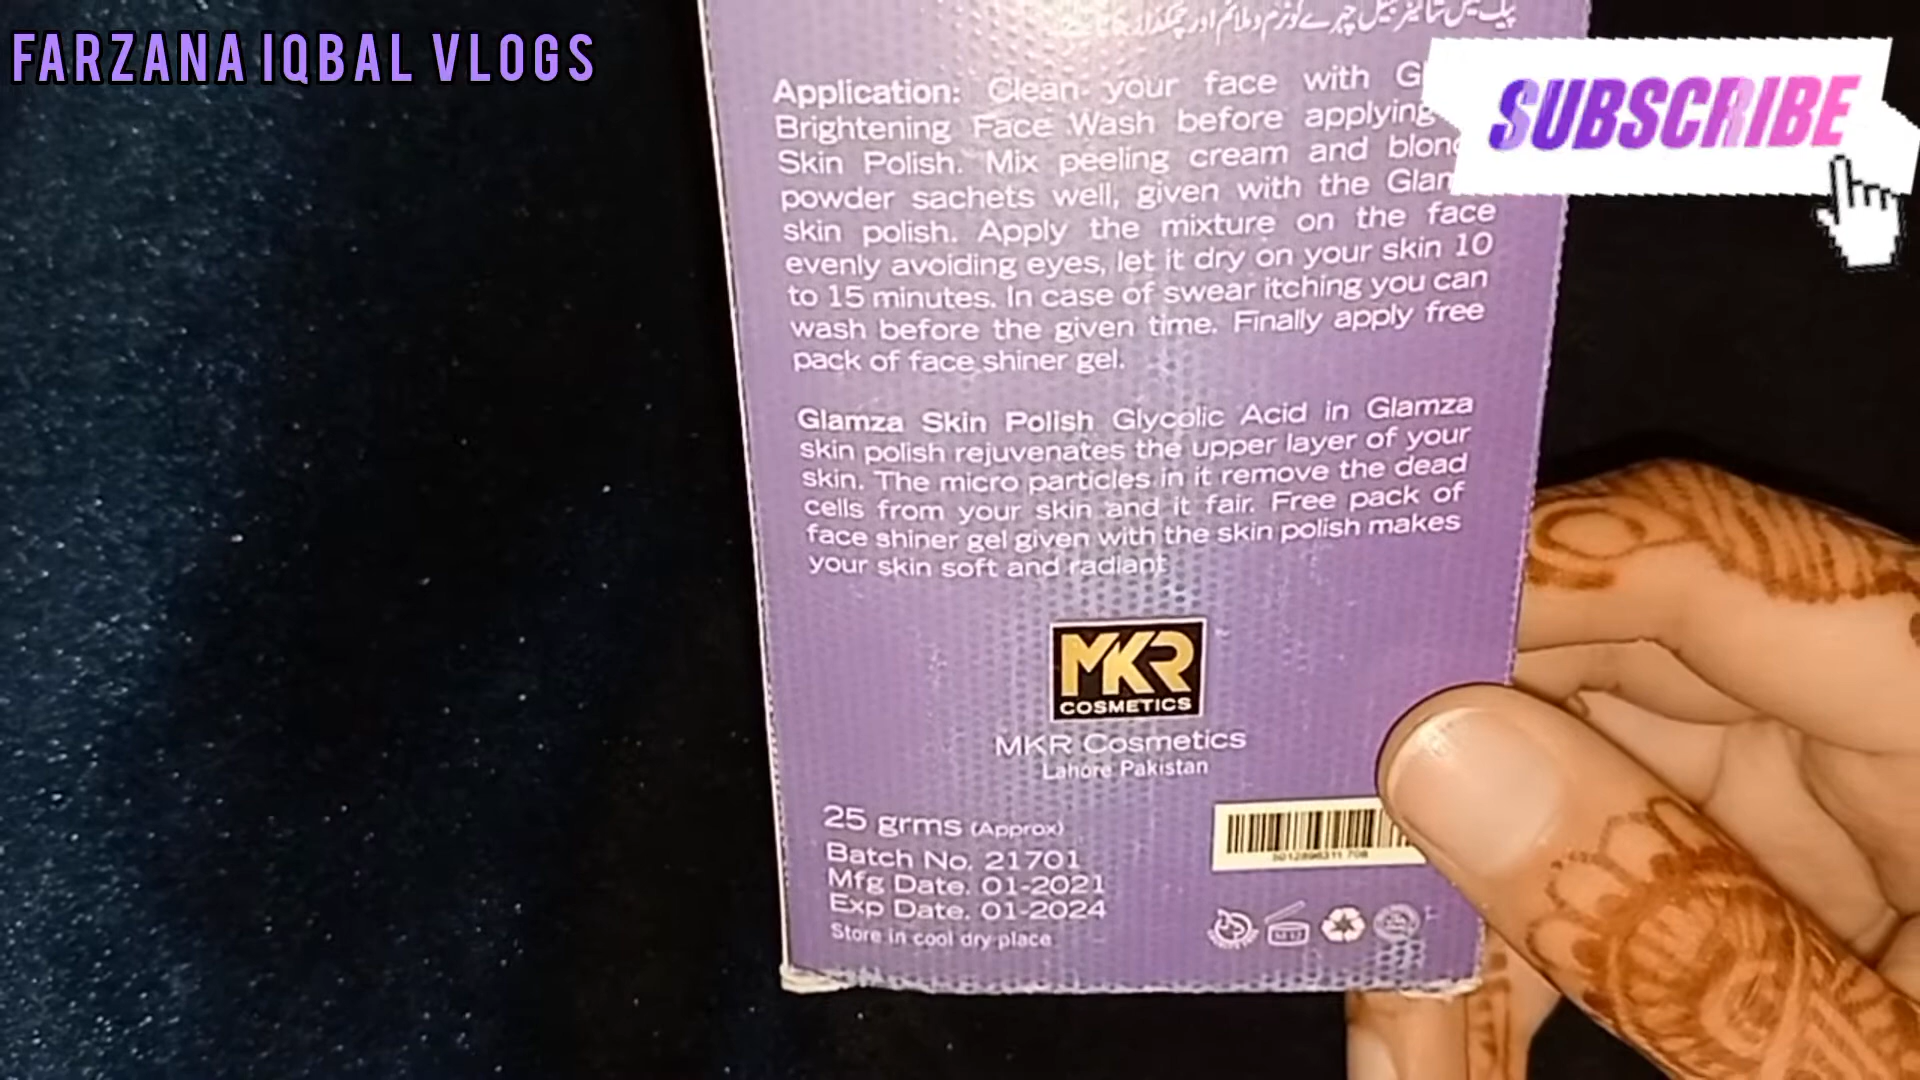 FARZANA IQBAL VLOGS
SUBSCRIBE
Application: Clean your face with
Brightening Face Wash before applying
Skin Polish. Mix peeling cream and
powder sachets well, given with the
skin polish. Apply the mixture on the face
evenly avoiding eyes, let it dry on your skin 10
to 15 minutes. In case of swear itching you can
wash before the given time. Finally apply free
pack of face shiner gel.
Glamza Skin Polish Glycolic Acid in Glamza
skin polish rejuvenates the upper layer of your
skin. The micro particles in it remove the dead
cells from your skin and it fair. Free pack of
face shiner gel given with the skin polish makes
your skin soft and radiant
MKR
COSMETICS
MKR Cosmetics
Lahore Pakistan
25 grms (Approx)
Batch No. 21701
Mfg Date. 01-2021
Exp Date. 01-2024
Store in cool dry place